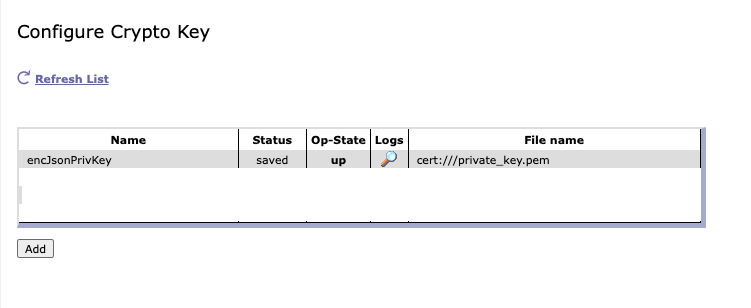 Configure Crypto Key
Refresh List
Name Status Op-State Logs File name
encJsonPrivKey saved up cert:///private_key.pem
Add